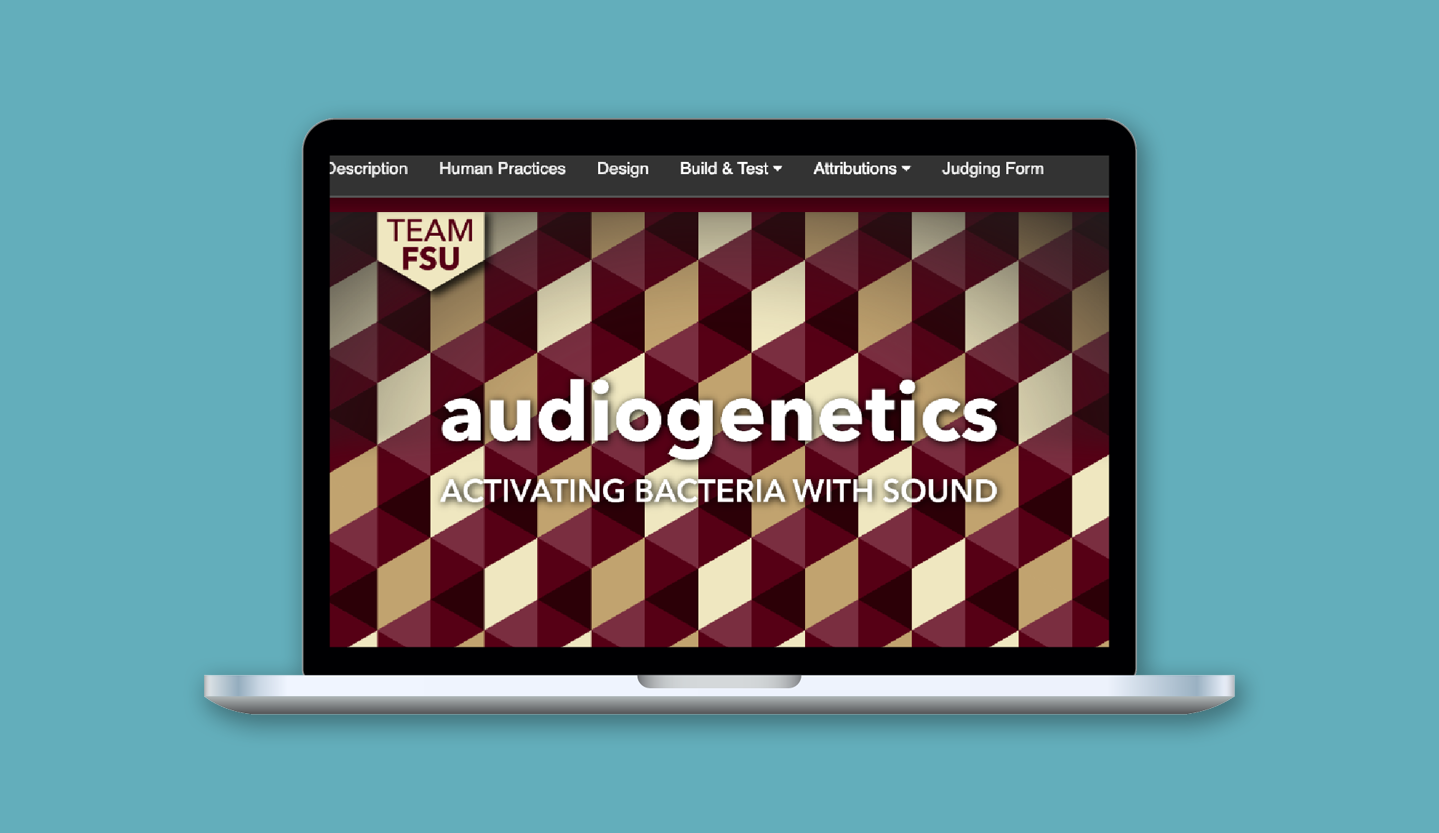 Description Human Practices Design Build & Test Attributions Judging Form
TEAM
FSU
audiogenetics
ACTIVATING BACTERIA WITH SOUND